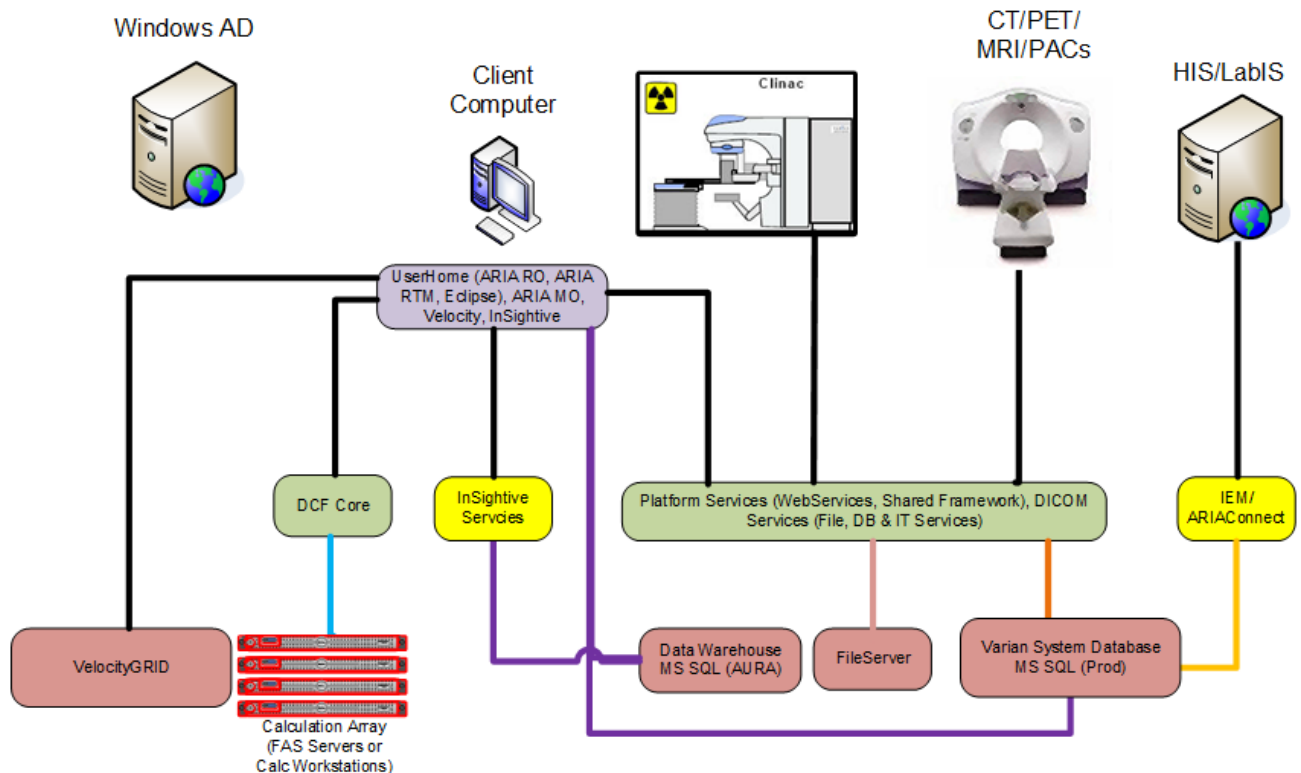 Windows AD
Client
Computer
Clinac
CT/PET/
MRI/PACs
HIS/LabIS
UserHome (ARIA RO, ARIA
RTM, Eclipse), ARIA MO,
Velocity, InSightive
DCF Core
InSightive
Servcies
Platform Services (WebServices, Shared Framework), DICOM
Services (File, DB & IT Services)
IEM/
ARIAConnect
VelocityGRID
Calculation Array
(FAS Servers or
Calc Workstations)
Data Warehouse
MS SQL (AURA)
FileServer
Varian System Database
MS SQL (Prod)